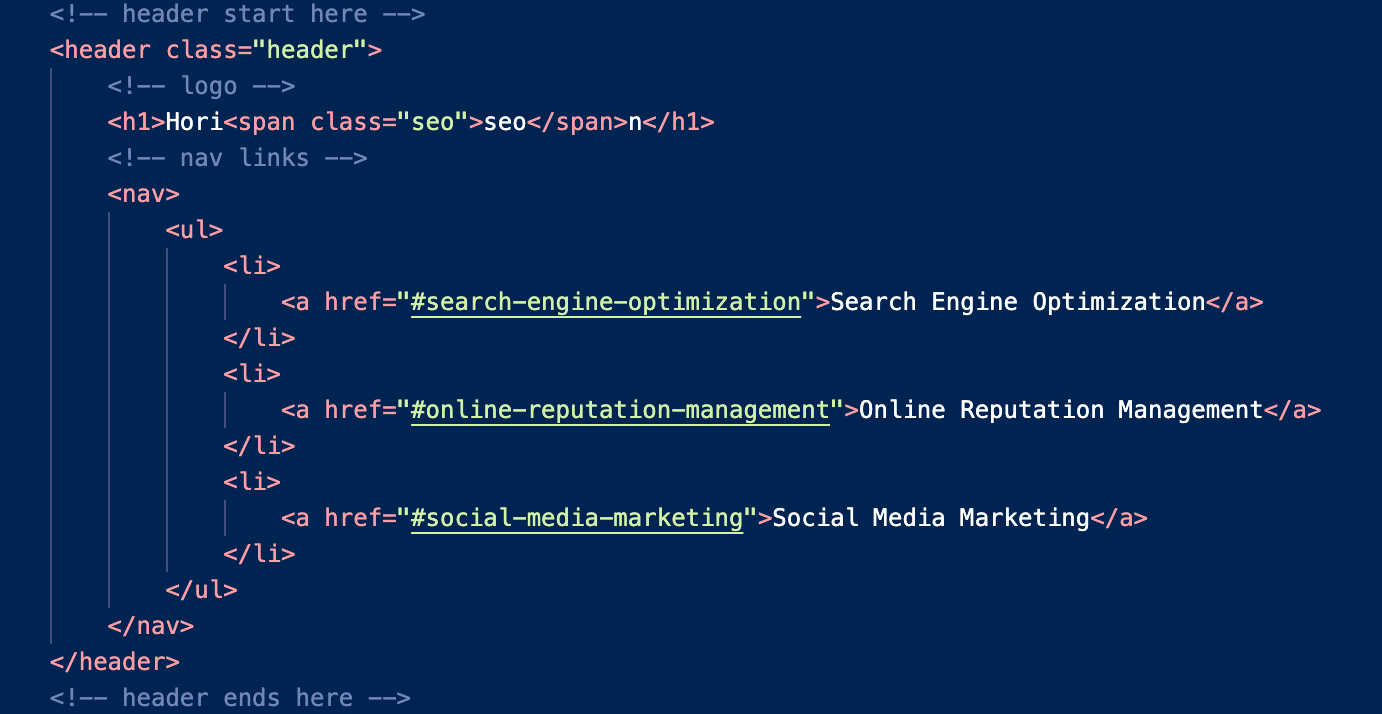 <!-- header start here -->
<header class="header">
    <!-- logo -->
    <h1>Hori<span class="seo">seo</span>n</h1>
    <!-- nav links -->
    <nav>
        <ul>
            <li>
                <a href="#search-engine-optimization">Search Engine Optimization</a>
            </li>
            <li>
                <a href="#online-reputation-management">Online Reputation Management</a>
            </li>
            <li>
                <a href="#social-media-marketing">Social Media Marketing</a>
            </li>
        </ul>
    </nav>
</header>
<!-- header ends here -->